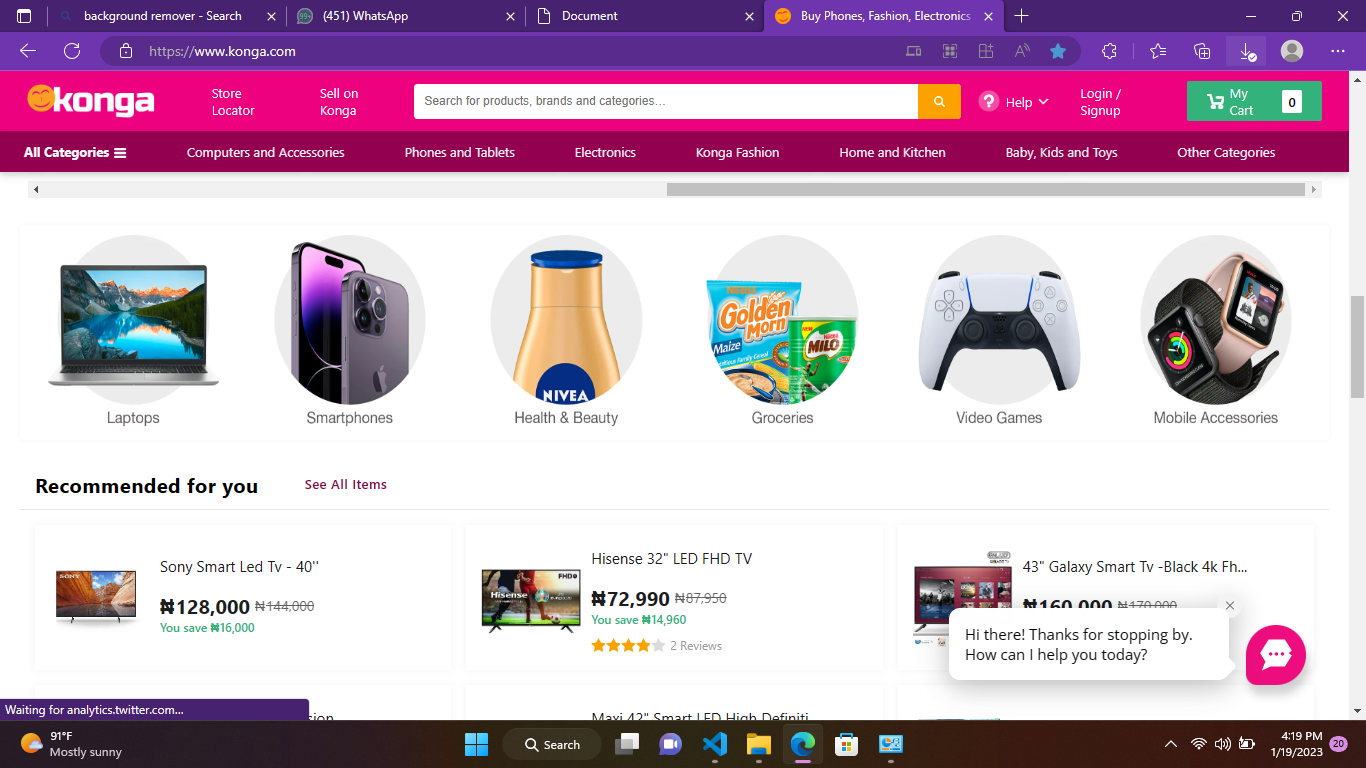 background remover - Search
(451) WhatsApp
Document
Buy Phones, Fashion, Electronics
https://www.konga.com
konga
Store Locator
Sell on Konga
Search for products, brands and categories...
Help
Login / Signup
My Cart
0
All Categories
Computers and Accessories
Phones and Tablets
Electronics
Konga Fashion
Home and Kitchen
Baby, Kids and Toys
Other Categories
NIVEA
Golden Morn
Maize
MILO
Laptops
Smartphones
Health & Beauty
Groceries
Video Games
Mobile Accessories
Recommended for you
See All Items
SONY
Sony Smart Led Tv - 40''
₦128,000 ₦144,000
You save ₦16,000
FHD
Hisense
Hisense 32" LED FHD TV
₦72,990 ₦87,950
You save ₦14,960
2 Reviews
43" Galaxy Smart Tv -Black 4k Fh...
₦160,000 ₦170,000
Hi there! Thanks for stopping by.
How can I help you today?
Maxi 42" Smart LED High Definiti...
Waiting for analytics.twitter.com...
91°F
Mostly sunny
Search
4:19 PM
1/19/2023
20